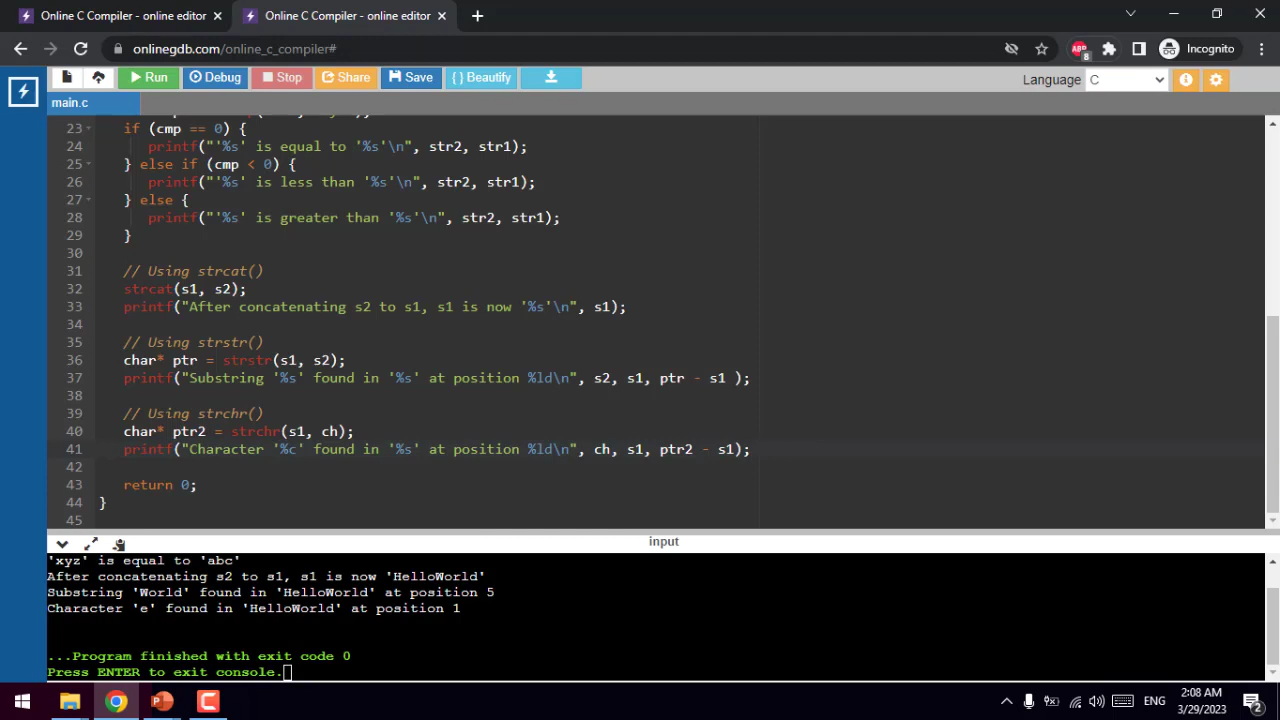 Online C Compiler - online editor
Online C Compiler - online editor
onlinegdb.com/online_c_compiler#
ABP
8
Incognito
Run
Debug
Stop
Share
Save
{ } Beautify
Language
C
main.c
23 if (cmp == 0) {
24 printf("'%s' is equal to '%s'\n", str2, str1);
25 } else if (cmp < 0) {
26 printf("'%s' is less than '%s'\n", str2, str1);
27 } else {
28 printf("'%s' is greater than '%s'\n", str2, str1);
29 }
30
31 // Using strcat()
32 strcat(s1, s2);
33 printf("After concatenating s2 to s1, s1 is now '%s'\n", s1);
34
35 // Using strstr()
36 char* ptr = strstr(s1, s2);
37 printf("Substring '%s' found in '%s' at position %ld\n", s2, s1, ptr - s1 );
38
39 // Using strchr()
40 char* ptr2 = strchr(s1, ch);
41 printf("Character '%c' found in '%s' at position %ld\n", ch, s1, ptr2 - s1);
42
43 return 0;
44 }
45
input
'xyz' is equal to 'abc'
After concatenating s2 to s1, s1 is now 'HelloWorld'
Substring 'World' found in 'HelloWorld' at position 5
Character 'e' found in 'HelloWorld' at position 1
...Program finished with exit code 0
Press ENTER to exit console.
ENG
2:08 AM
3/29/2023
2